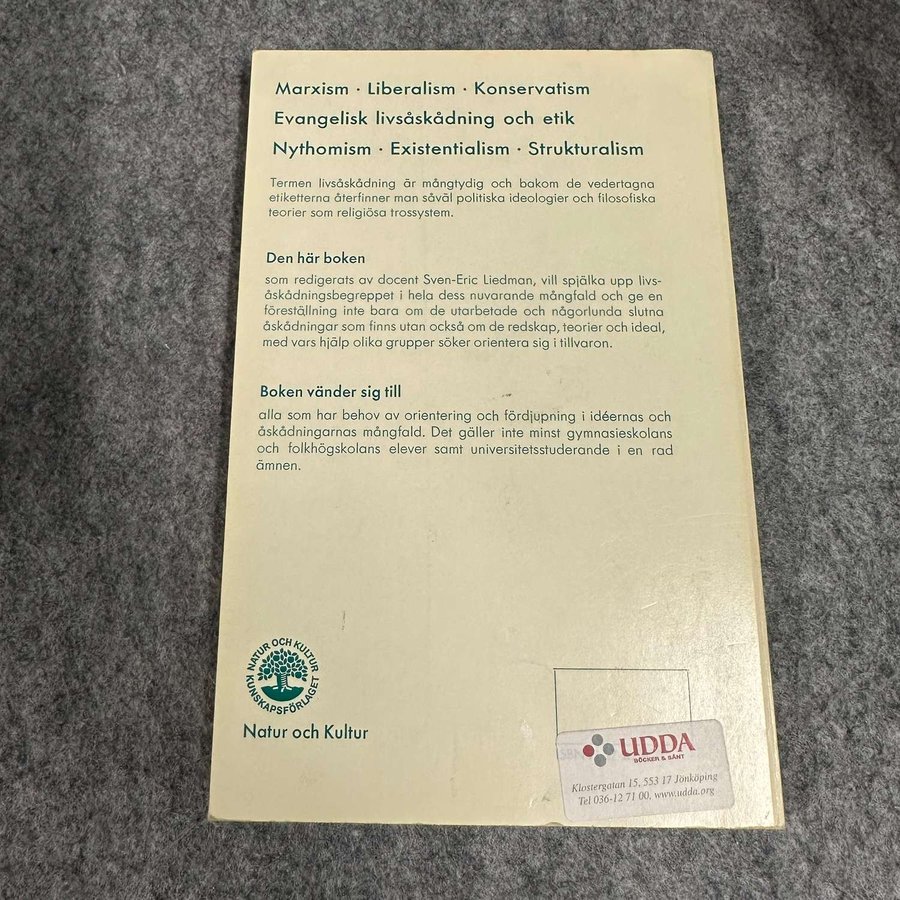 Marxism · Liberalism · Konservatism
Evangelisk livsåskådning och etik
Nythomism · Existentialism · Strukturalism
Termen livsåskådning är mångtydig och bakom de vedertagna
etiketterna återfinner man såväl politiska ideologier och filosofiska
teorier som religiösa trossystem.
Den här boken
som redigerats av docent Sven-Eric Liedman, vill spjälka upp livs-
åskådningsbegreppet i hela dess nuvarande mångfald och ge en
föreställning inte bara om de utarbetade och någorlunda slutna
åskådningar som finns utan också om de redskap, teorier och ideal,
med vars hjälp olika grupper söker orientera sig i tillvaron.
Boken vänder sig till
alla som har behov av orientering och fördjupning i idéernas och
åskådningarnas mångfald. Det gäller inte minst gymnasieskolans
och folkhögskolans elever samt universitetsstuderande i en rad
ämnen.
NATUR OCH KULTUR
KUNSKAPSFÖRLAGET
Natur och Kultur
UDDA
BÖCKER & SÅNT
Klostergatan 15, 553 17 Jönköping
Tel 036-12 71 00, www.udda.org